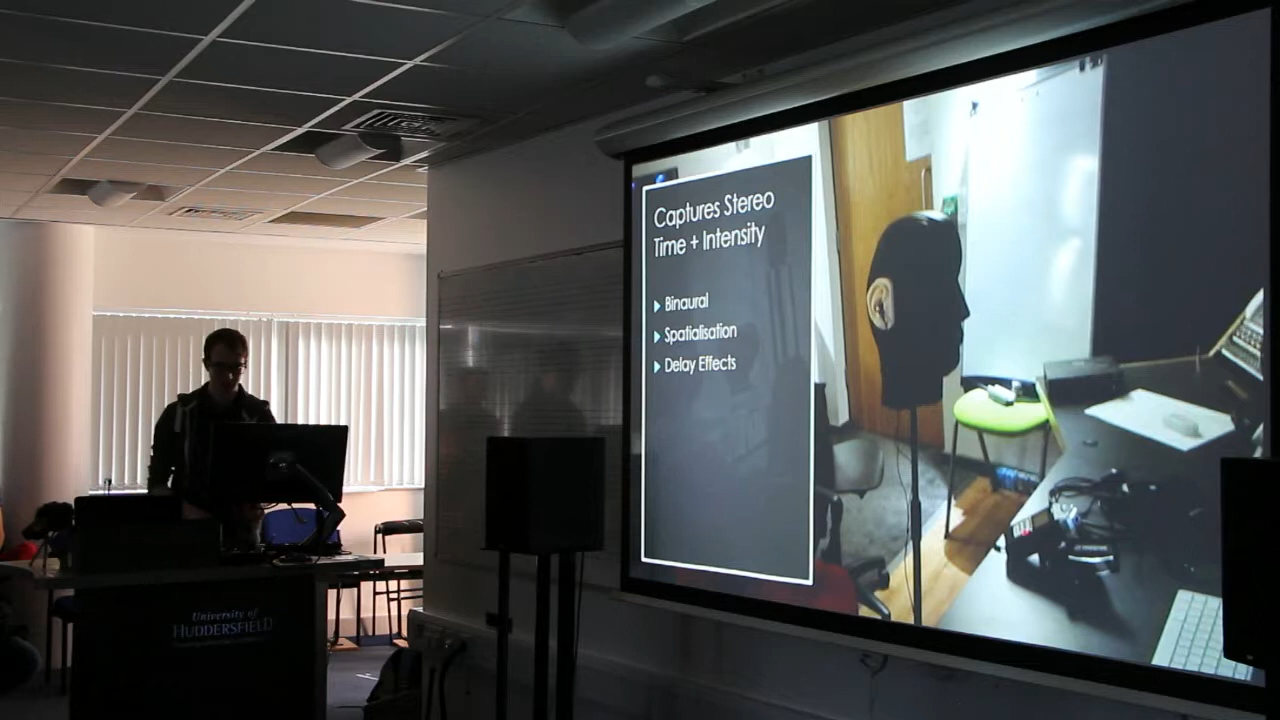 Captures Stereo
Time + Intensity
Binaural
Spatialisation
Delay Effects
University of
HUDDERSFIELD